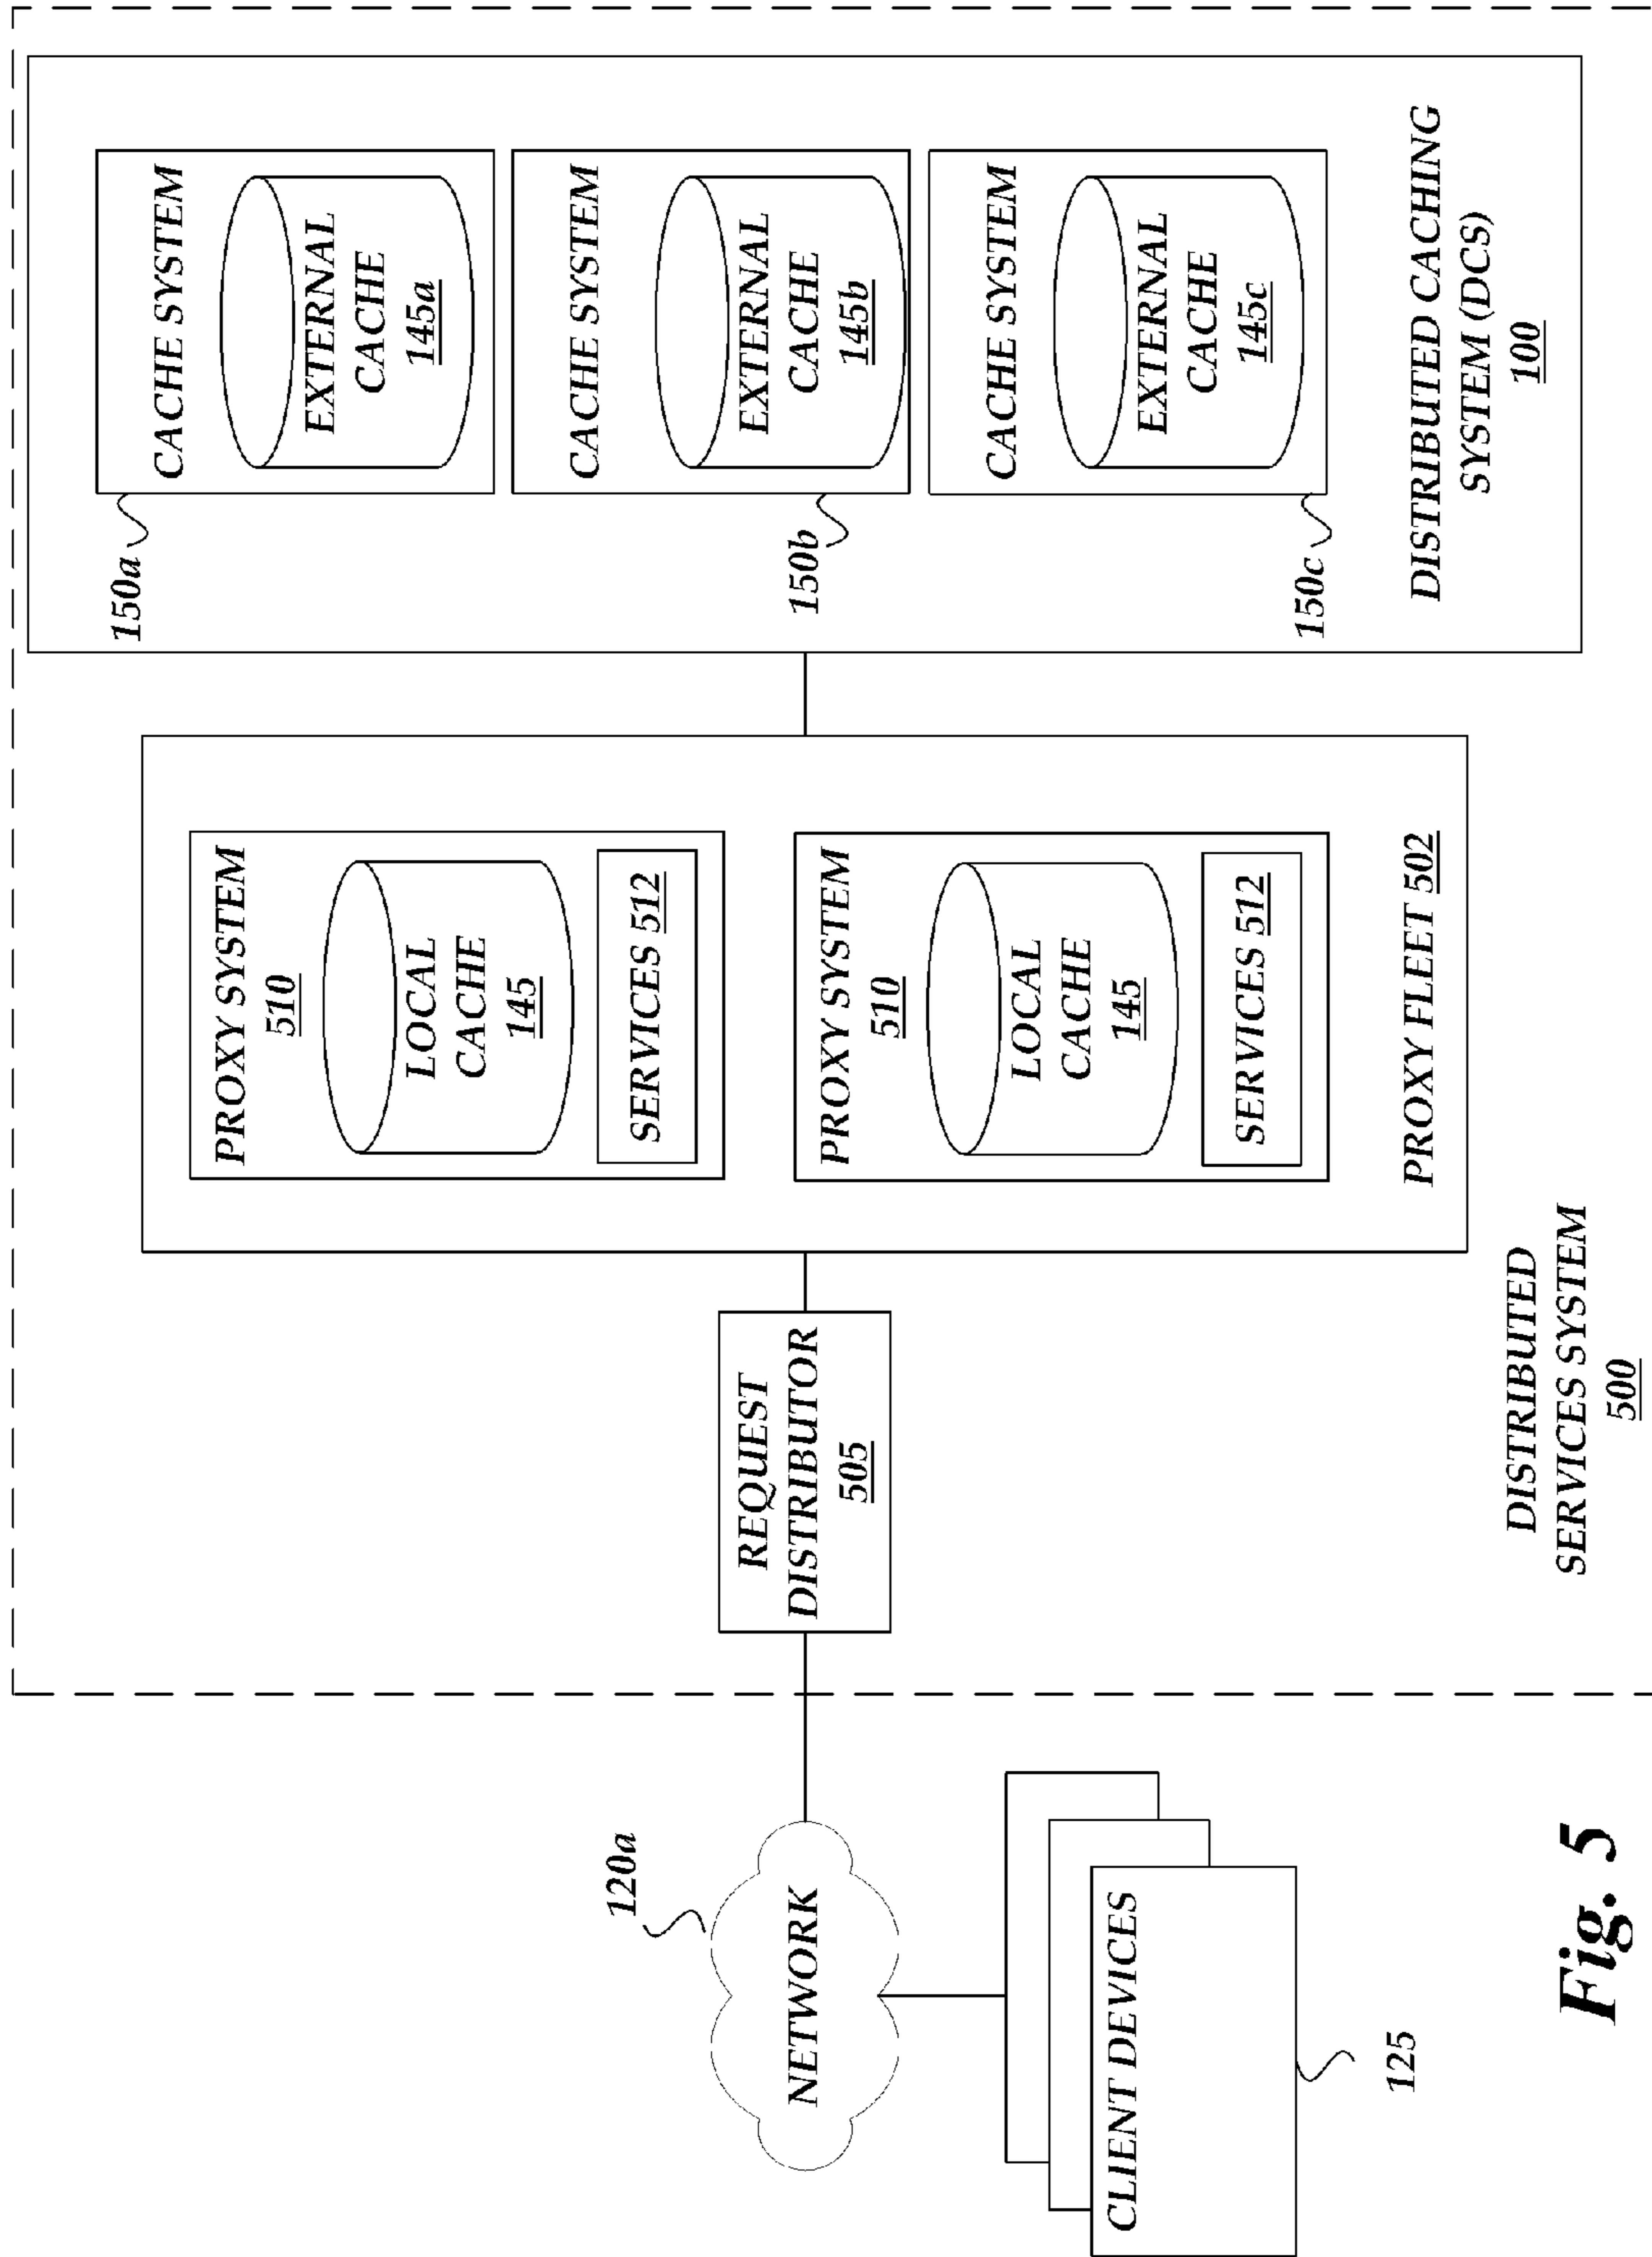 150a
CACHE SYSTEM
EXTERNAL
CACHE
145a
150b
CACHE SYSTEM
EXTERNAL
CACHE
145b
150c
CACHE SYSTEM
EXTERNAL
CACHE
145c
DISTRIBUTED CACHING
SYSTEM (DCS)
100
PROXY SYSTEM
510
LOCAL
CACHE
145
SERVICES 512
PROXY SYSTEM
510
LOCAL
CACHE
145
SERVICES 512
PROXY FLEET 502
REQUEST
DISTRIBUTOR
505
DISTRIBUTED
SERVICES SYSTEM
500
120a
NETWORK
CLIENT DEVICES
125
Fig. 5